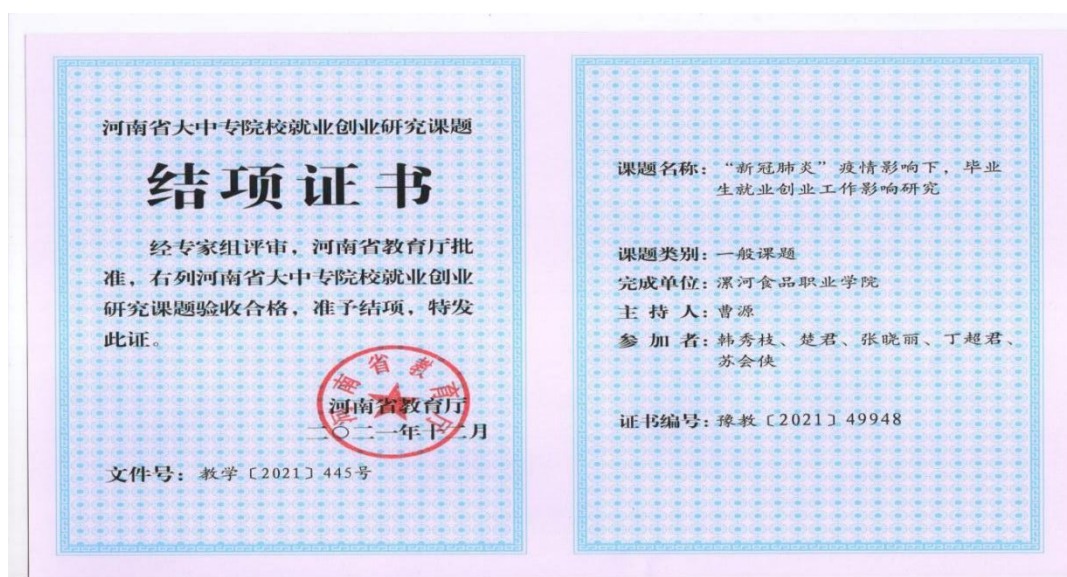 河南省大中专院校就业创业研究课题
结项证书
经专家组评审，河南省教育厅批
准，右列河南省大中专院校就业创业
研究课题验收合格，准予结项，特发
此证。
河南省教育厅
河南省教育厅
二〇二一年十二月
文件号：教学〔2021〕445号
课题名称：“新冠肺炎”疫情影响下，毕业
生就业创业工作影响研究
课题类别：一般课题
完成单位：漯河食品职业学院
主 持 人：曹源
参 加 者：韩秀枝、楚君、张晓丽、丁超君、
苏会侠
证书编号：豫教〔2021〕49948